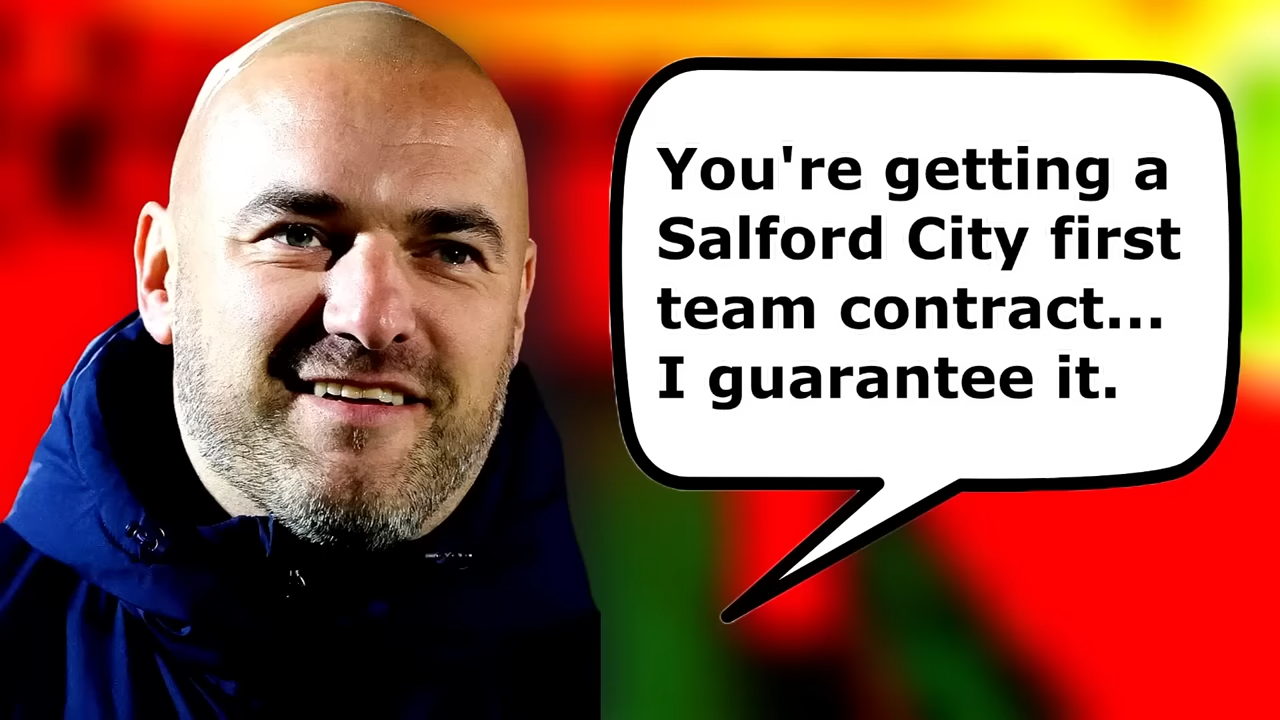 You're getting a
Salford City first
team contract...
I guarantee it.